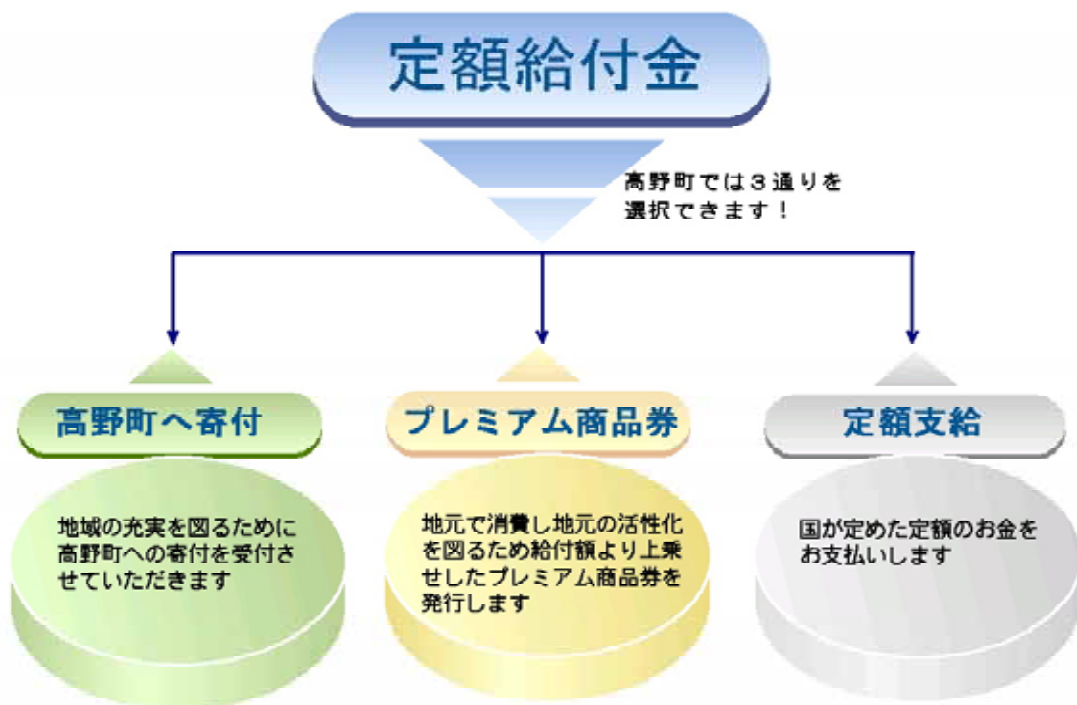 定額給付金
高野町では３通りを
選択できます！
高野町へ寄付
地域の充実を図るために
高野町への寄付を受付さ
せていただきます
プレミアム商品券
地元で消費し地元の活性化
を図るため給付額より上乗
せしたプレミアム商品券を
発行します
定額支給
国が定めた定額のお金を
お支払いします